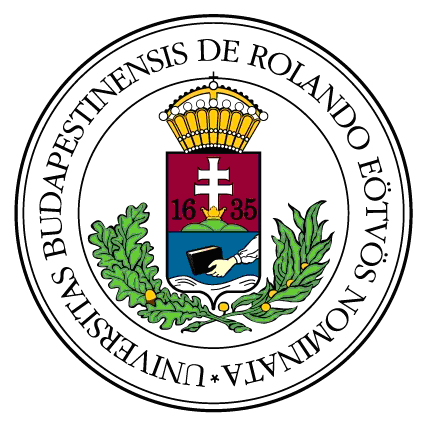 UNIVERSITAS BUDAPESTINENSIS DE ROLANDO EÖTVÖS NOMINATA *
16 35